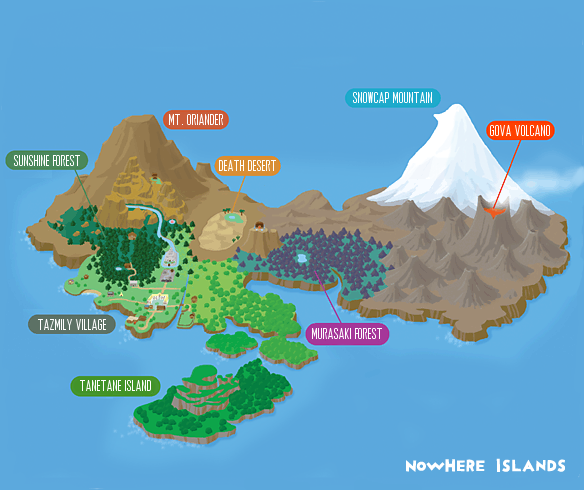 SNOWCAP MOUNTAIN
MT. ORIANDER
GOVA VOLCANO
SUNSHINE FOREST
DEATH DESERT
TAZMILY VILLAGE
MURASAKI FOREST
TANETANE ISLAND
NOWHERE ISLANDS